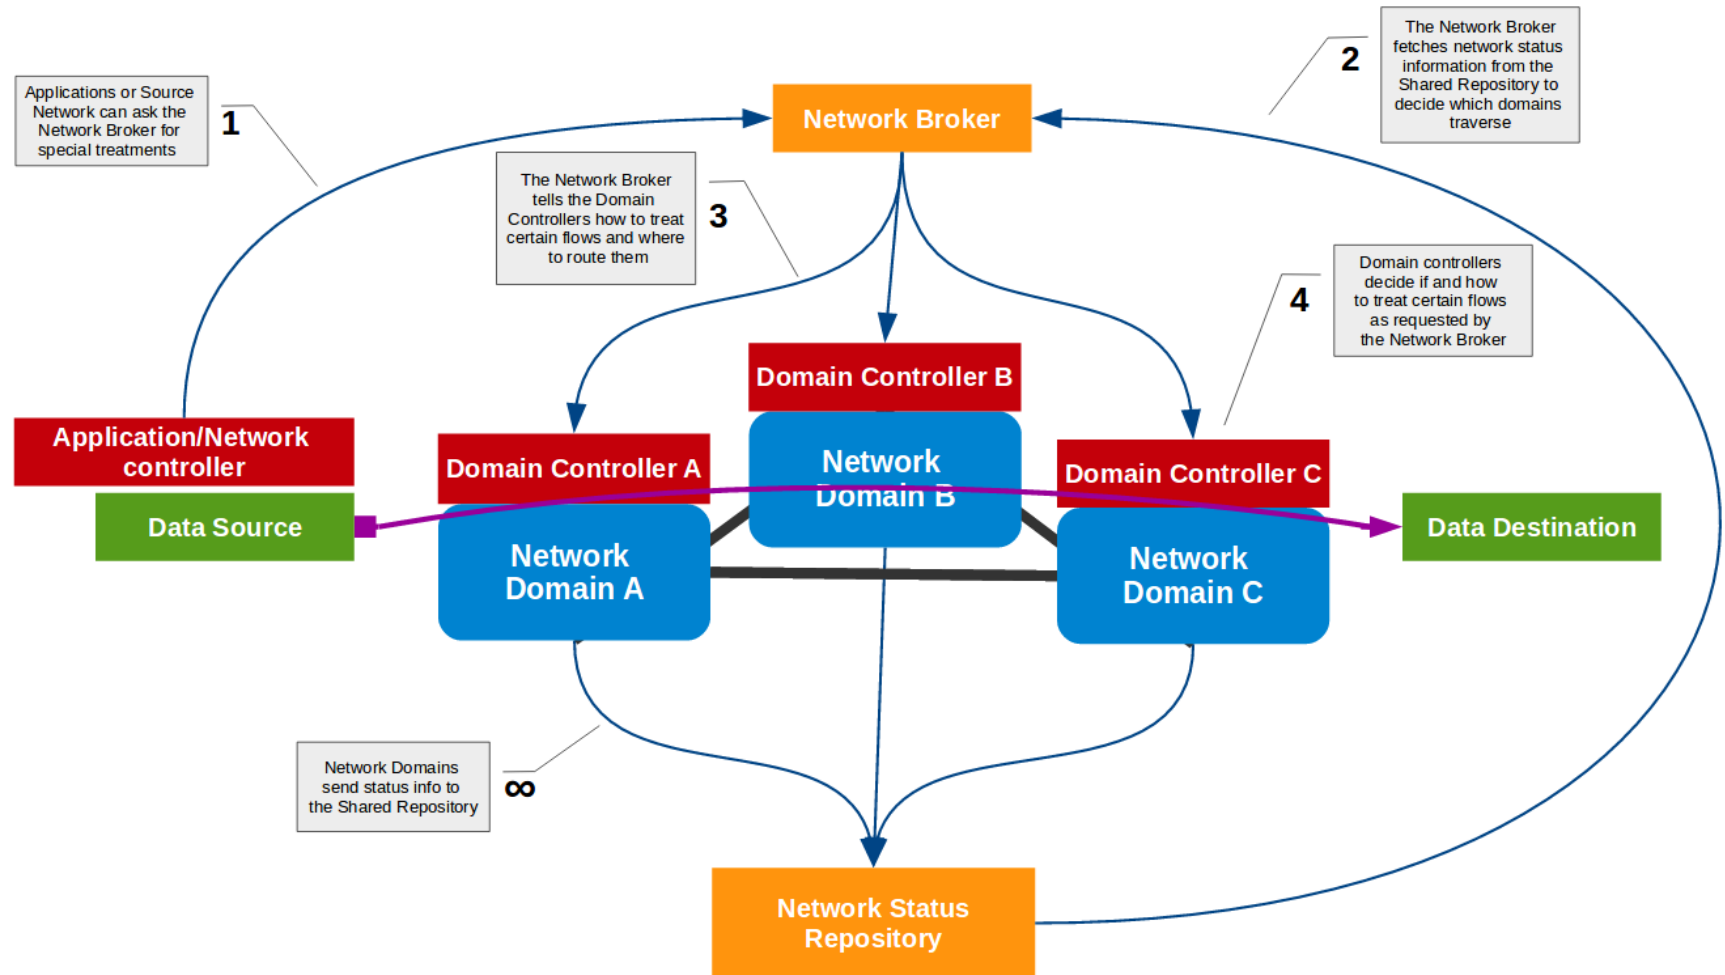 Applications or Source
Network can ask the
Network Broker for
special treatments
1
Network Broker
2
The Network Broker
fetches network status
information from the
Shared Repository to
decide which domains
traverse
The Network Broker
tells the Domain
Controllers how to treat
certain flows and where
to route them
3
Domain controllers
decide if and how
to treat certain flows
as requested by
the Network Broker
4
Application/Network
controller
Data Source
Domain Controller A
Network
Domain A
Domain Controller B
Network
Domain B
Domain Controller C
Network
Domain C
Data Destination
Network Domains
send status info to
the Shared Repository
∞
Network Status
Repository